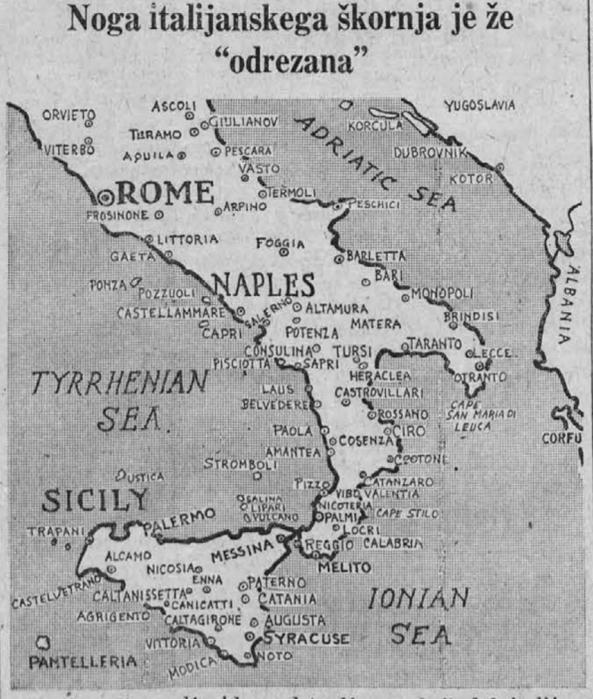 Noga italijanskega škornja je že
“odrezana”
ORVIETO
ASCOLI
GIULIANOV
YUGOSLAVIA
KORCULA
ADRIATIC SEA
TURAMO
VITERBO
AQUILA
PESCARA
DUBROVNIK
VASTO
KOTOR
ROME
TERMOLI
PESCHICI
FROSINONE
ARPINO
LITTORIA
FOGGIA
GAETA
BARLETTA
ALBANIA
BARI
PONZA
POZZUOLI
NAPLES
MONOPOLI
CASTELLAMMARE
SALERNO
ALTAMURA
BRINDISI
CAPRI
POTENZA
MATERA
CONSULINA
TURSI
TARANTO
LECCE
PISCIOTTA
SAPRI
HERACLEA
OTRANTO
TYRRHENIAN
SEA
LAUS
CASTROVILLARI
BELVEDERE
ROSSANO
CAPE
SAN MARIA DI
LEUCA
PAOLA
CIRO
COSENZA
CORFU
AMANTEA
CROTONE
STROMBOLI
USTICA
PIZZO
CATANZARO
VIBO VALENTIA
SICILY
SALINA
LIPARI
VULCANO
NICOTERIA
PALMI
CAPE STILO
TRAPANI
PALERMO
LOCRI
MESSINA
REGGIO CALABRIA
ALCAMO
NICOSIA
MELITO
CASTELVETRANO
ENNA
PATERNO
CALTANISSETTA
CATANIA
IONIAN
SEA
CANICATTI
AGRIGENTO
CALTAGIRONE
AUGUSTA
VITTORIA
SYRACUSE
PANTELLERIA
MODICA
NOTO